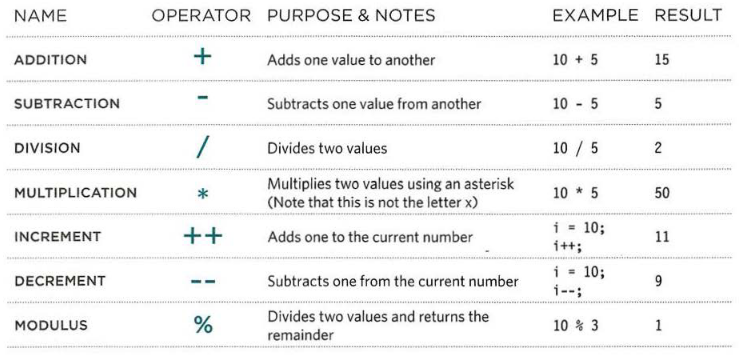 NAME OPERATOR PURPOSE & NOTES EXAMPLE RESULT
ADDITION + Adds one value to another 10 + 5 15
SUBTRACTION - Subtracts one value from another 10 - 5 5
DIVISION / Divides two values 10 / 5 2
MULTIPLICATION * Multiplies two values using an asterisk 10 * 5 50
(Note that this is not the letter x)
INCREMENT ++ Adds one to the current number i = 10; 11
i++;
DECREMENT -- Subtracts one from the current number i = 10; 9
i--;
MODULUS % Divides two values and returns the 10 % 3 1
remainder